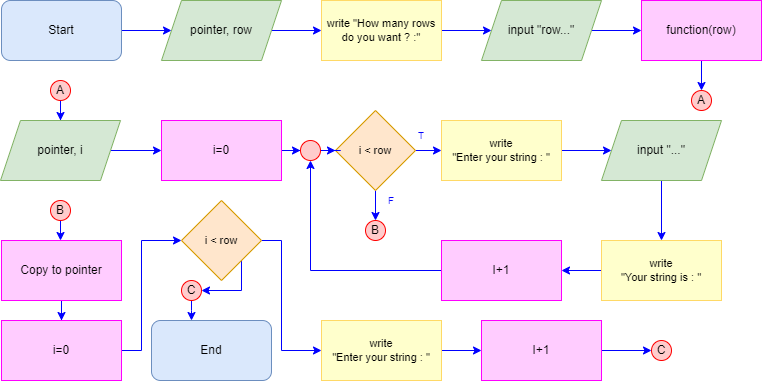 Start
pointer, row
write "How many rows
do you want ? :"
input "row..."
function(row)
A
A
pointer, i
i=0
i < row
T
write
"Enter your string : "
input "..."
F
B
B
Copy to pointer
i < row
I+1
write
"Your string is : "
C
i=0
End
write
"Enter your string : "
I+1
C